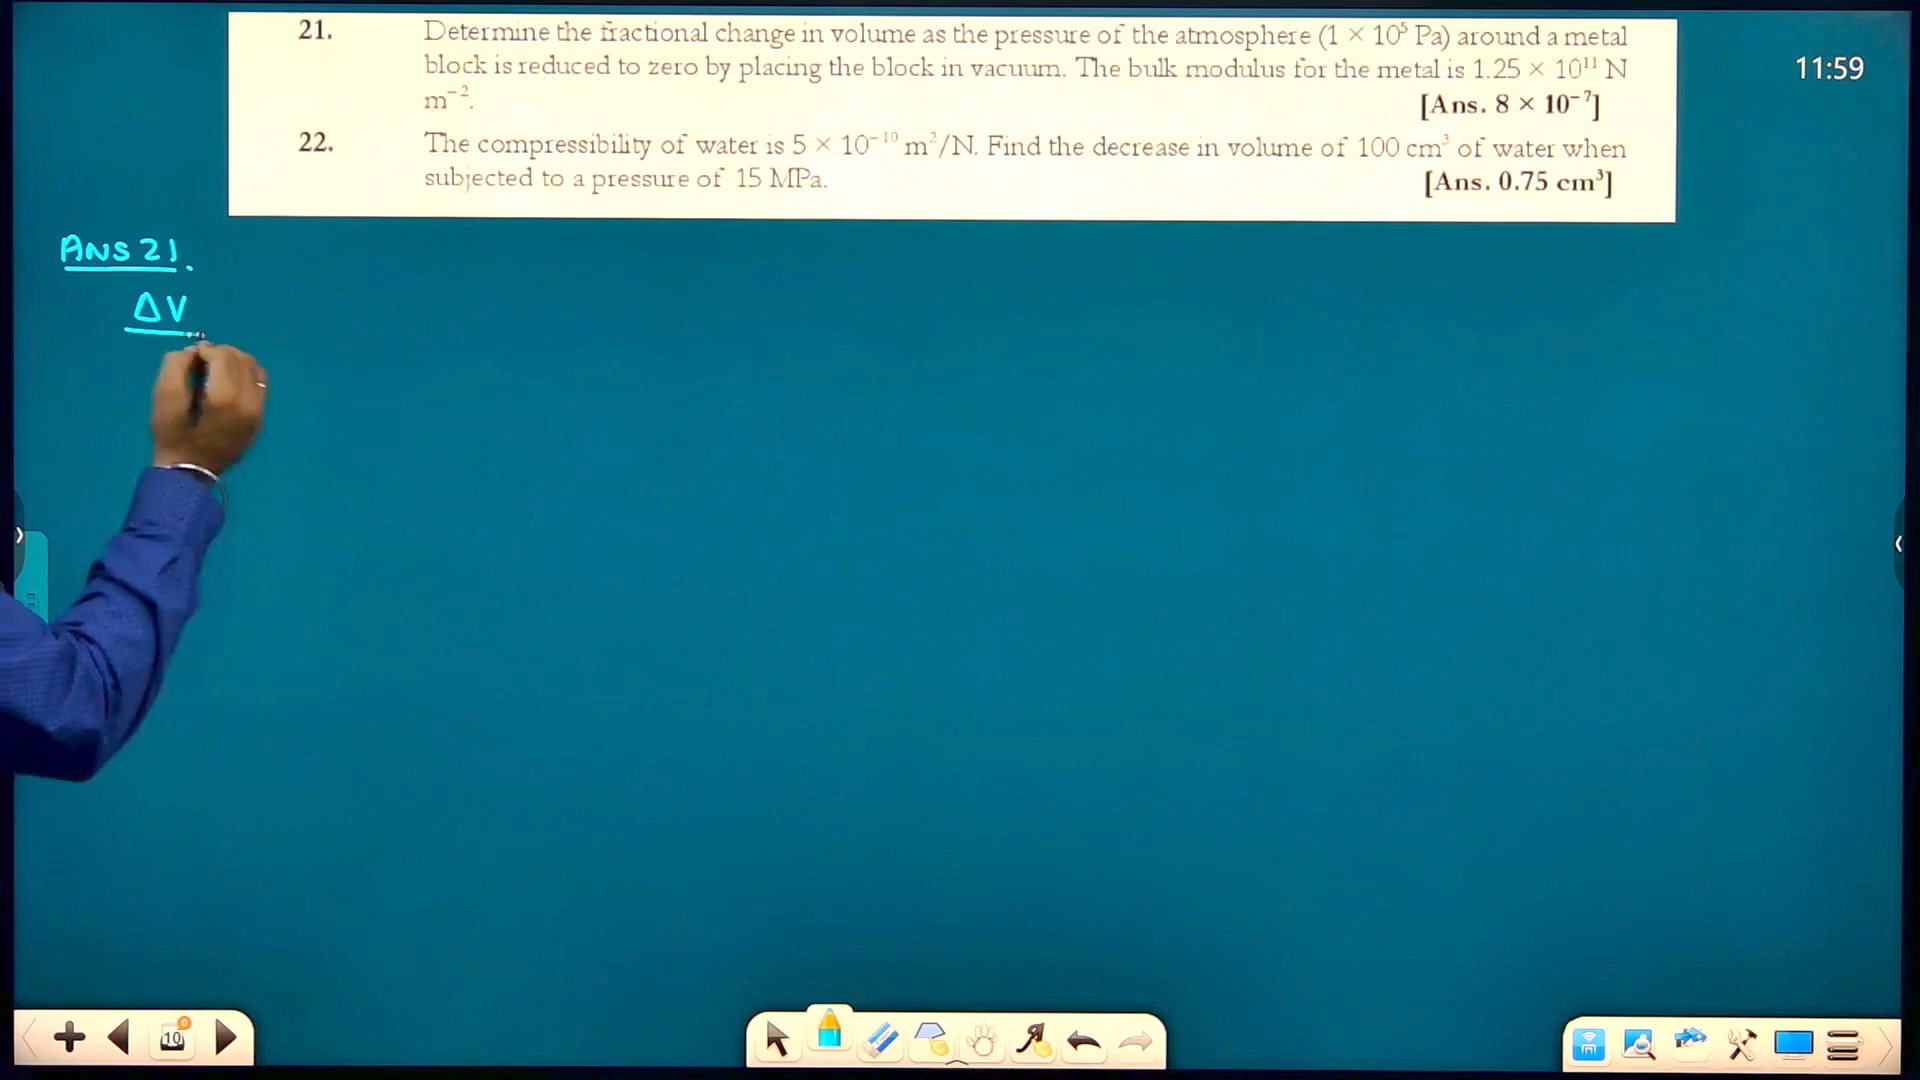 21. Determine the fractional change in volume as the pressure of the atmosphere (1 × 10⁵ Pa) around a metal
block is reduced to zero by placing the block in vacuum. The bulk modulus for the metal is 1.25 × 10¹¹ N
m⁻². [Ans. 8 × 10⁻⁷]
22. The compressibility of water is 5 × 10⁻¹⁰ m²/N. Find the decrease in volume of 100 cm³ of water when
subjected to a pressure of 15 MPa. [Ans. 0.75 cm³]
11:59
ANS 21.
ΔV
10
0